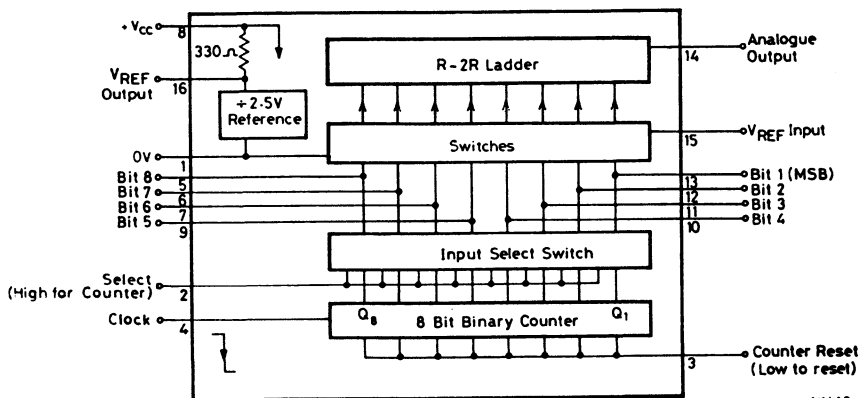 +Vcc
8
330Ω
VREF
Output
16
+2.5V
Reference
0V
1
Bit 8
5
Bit 7
6
Bit 6
7
Bit 5
9
Select
(High for Counter)
2
Clock
4
R-2R Ladder
Switches
Input Select Switch
Q8
8 Bit Binary Counter
Q1
14
Analogue
Output
15
VREF Input
Bit 1 (MSB)
13
Bit 2
12
Bit 3
11
Bit 4
10
3
Counter Reset
(Low to reset)